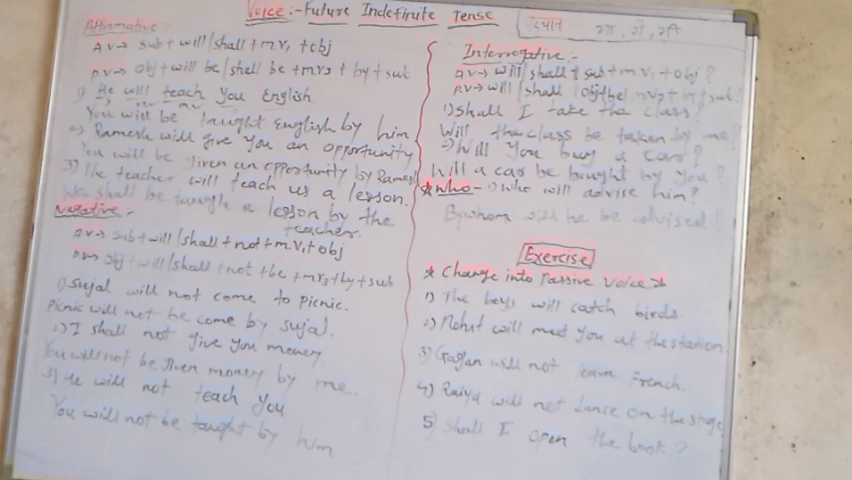 Voice:- Future Indefinite Tense
पहचान गा, गे, गी
Affirmative:-
A.V→ Sub + will/shall + m.v₁ + obj
P.V→ Obj + will be/shall be + m.v₃ + by + sub
1) He will teach you English.
You will be taught English by him
2) Ramesh will give you an opportunity
You will be given an opportunity by Ramesh
3) The teacher will teach us a lesson.
We shall be taugh a lesson by the
teacher.
Negative:-
A.V→ Sub + will/shall + not + m.v₁ + obj
P.V→ Obj + will/shall + not + be + m.v₃ + by + sub
1) Sujal will not come to picnic.
Picnic will not be come by Sujal.
2) I shall not give you money.
You will not be given money by me.
3) He will not teach you
You will not be taught by him.
Interrogative:-
A.V→ will/shall + sub + m.v₁ + obj?
P.V→ will/shall + obj + be + m.v₃ + by + sub?
1) Shall I take the class?
Will the class be taken by me?
2) Will you buy a car?
Will a car be bought by you?
★ Who - 1) Who will advise him?
By whom will he be advised?
Exercise
★ Change into Passive voice ★
1) The boys will catch birds.
2) Mohit will meet you at the station.
3) Gagan will not learn French.
4) will not dance on the stage
5) Shall I open the book?